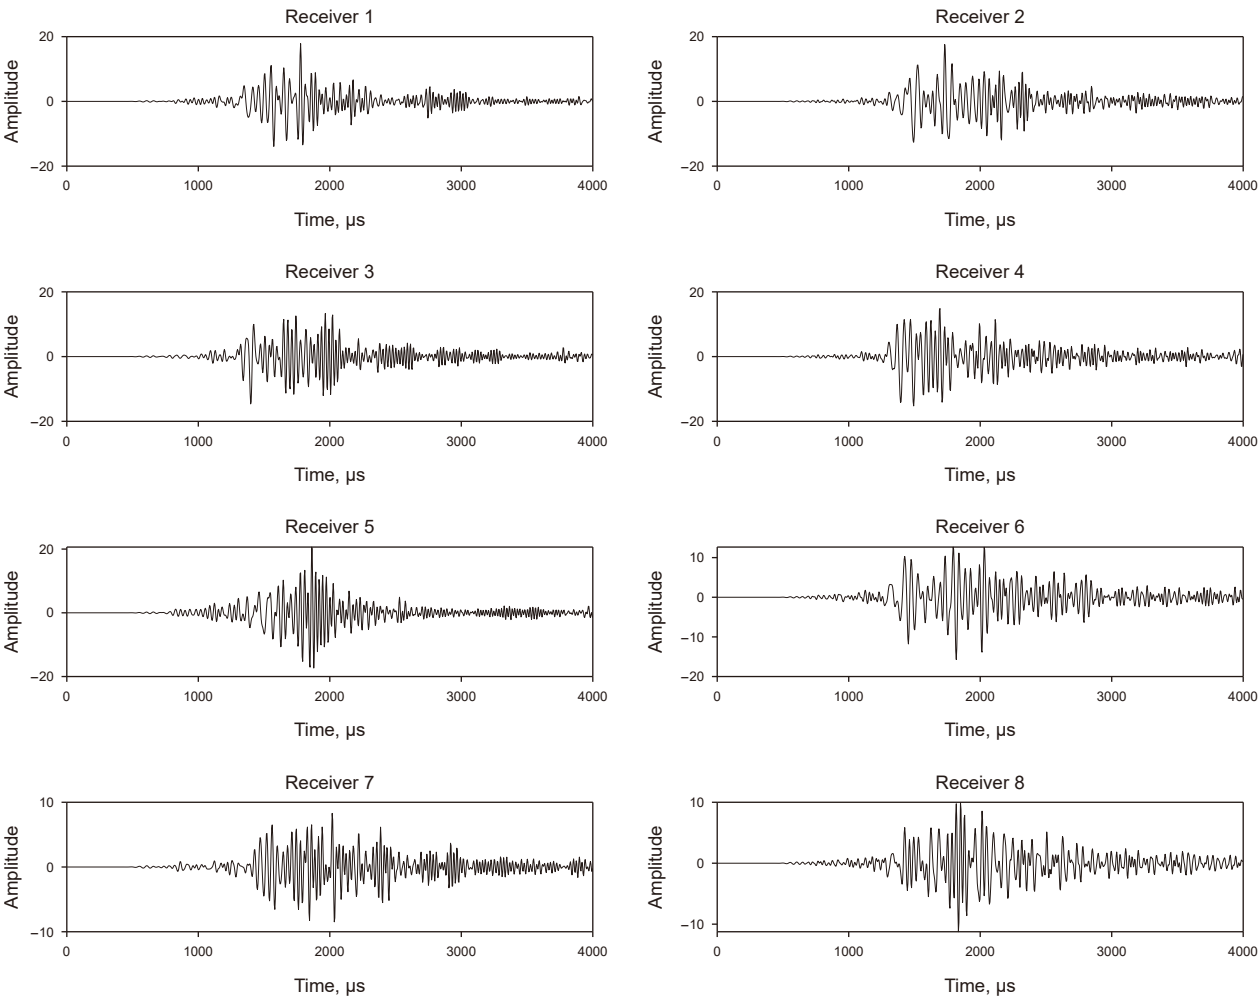 Receiver 1
20
0
–20
Amplitude
0 1000 2000 3000 4000
Time, µs
Receiver 2
20
0
–20
Amplitude
0 1000 2000 3000 4000
Time, µs
Receiver 3
20
0
–20
Amplitude
0 1000 2000 3000 4000
Time, µs
Receiver 4
20
0
–20
Amplitude
0 1000 2000 3000 4000
Time, µs
Receiver 5
20
0
–20
Amplitude
0 1000 2000 3000 4000
Time, µs
Receiver 6
10
0
–10
–20
Amplitude
0 1000 2000 3000 4000
Time, µs
Receiver 7
10
0
–10
Amplitude
0 1000 2000 3000 4000
Time, µs
Receiver 8
10
0
–10
Amplitude
0 1000 2000 3000 4000
Time, µs